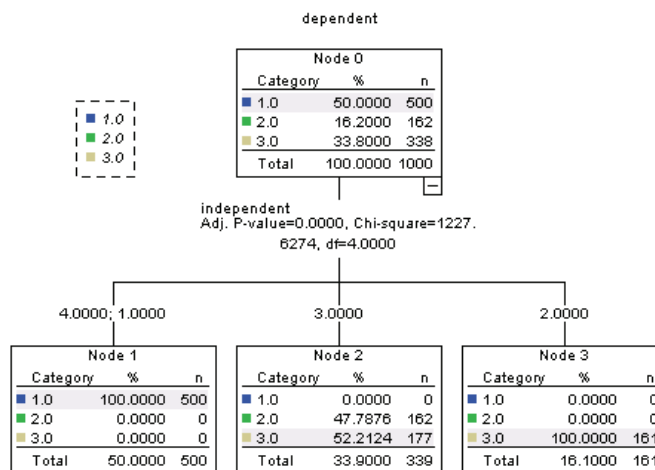 dependent
Node 0
Category % n
1.0 50.0000 500
2.0 16.2000 162
3.0 33.8000 338
Total 100.0000 1000
1.0
2.0
3.0
independent
Adj. P-value=0.0000, Chi-square=1227.
6274, df=4.0000
4.0000; 1.0000
3.0000
2.0000
Node 1
Category % n
1.0 100.0000 500
2.0 0.0000 0
3.0 0.0000 0
Total 50.0000 500
Node 2
Category % n
1.0 0.0000 0
2.0 47.7876 162
3.0 52.2124 177
Total 33.9000 339
Node 3
Category % n
1.0 0.0000 0
2.0 0.0000 0
3.0 100.0000 161
Total 16.1000 161